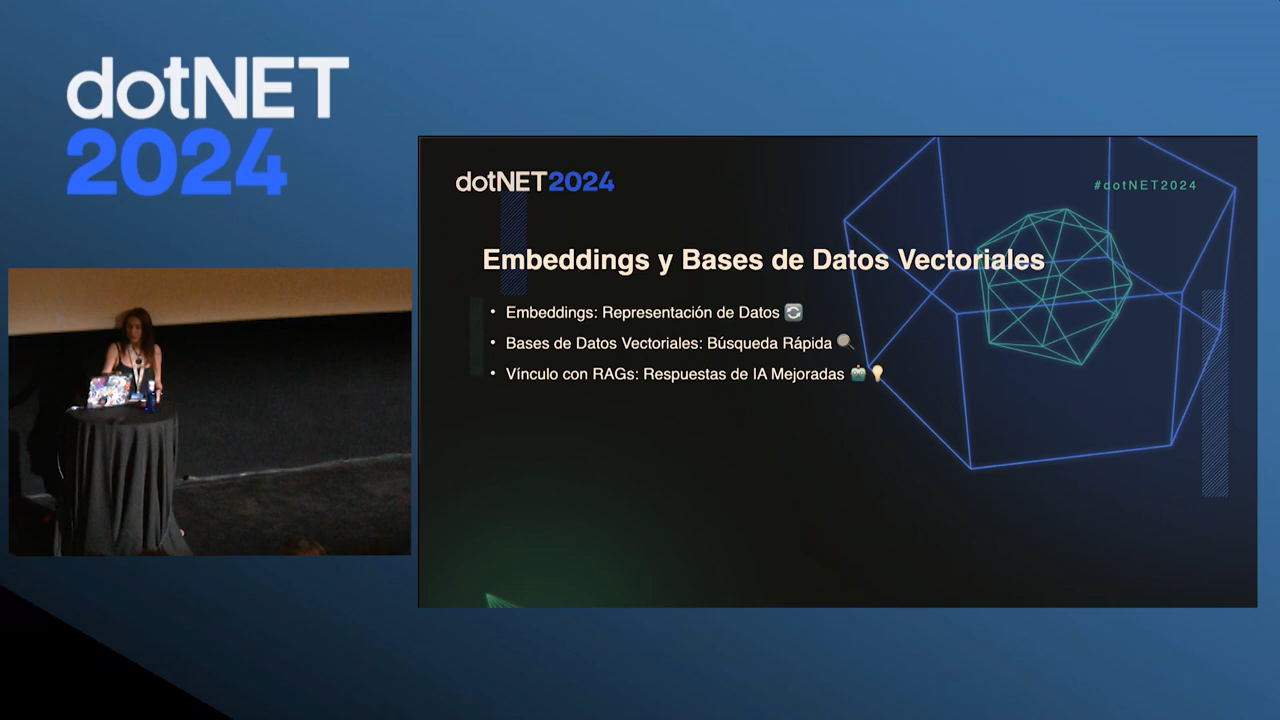 dotNET
2024
dotNET2024
#dotNET2024
Embeddings y Bases de Datos Vectoriales
• Embeddings: Representación de Datos 🔄
• Bases de Datos Vectoriales: Búsqueda Rápida 🔍
• Vínculo con RAGs: Respuestas de IA Mejoradas 🤖💡